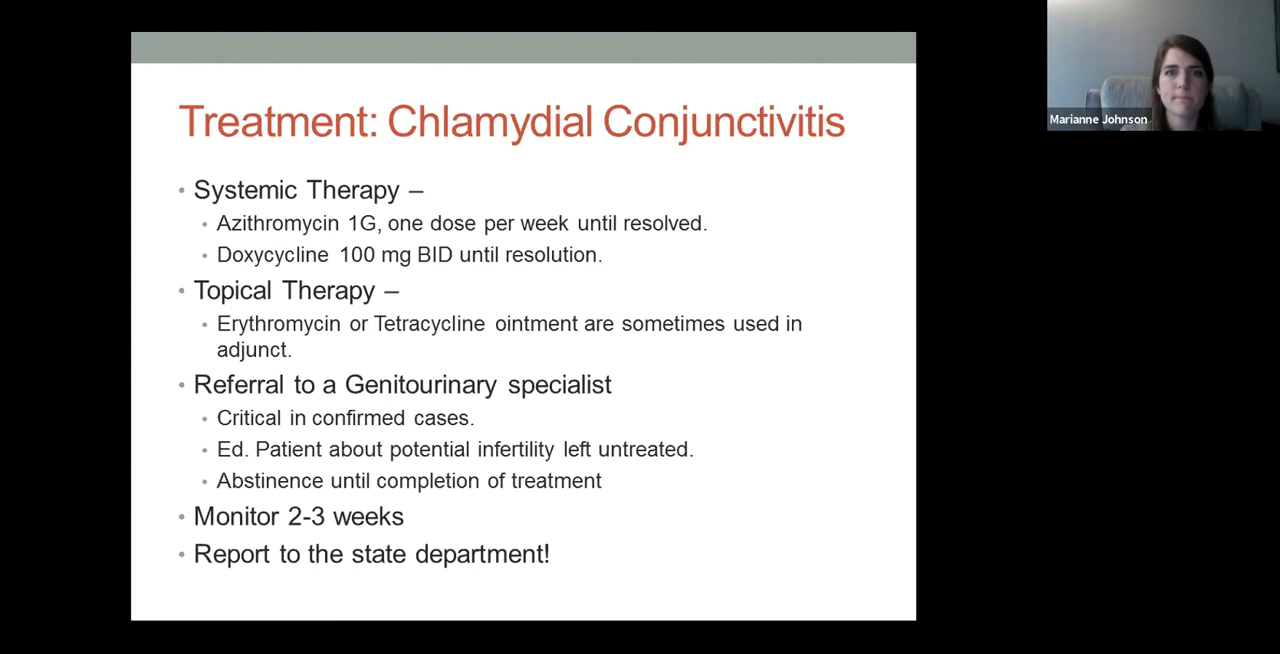 Treatment: Chlamydial Conjunctivitis
• Systemic Therapy –
• Azithromycin 1G, one dose per week until resolved.
• Doxycycline 100 mg BID until resolution.
• Topical Therapy –
• Erythromycin or Tetracycline ointment are sometimes used in
adjunct.
• Referral to a Genitourinary specialist
• Critical in confirmed cases.
• Ed. Patient about potential infertility left untreated.
• Abstinence until completion of treatment
• Monitor 2-3 weeks
• Report to the state department!
Marianne Johnson